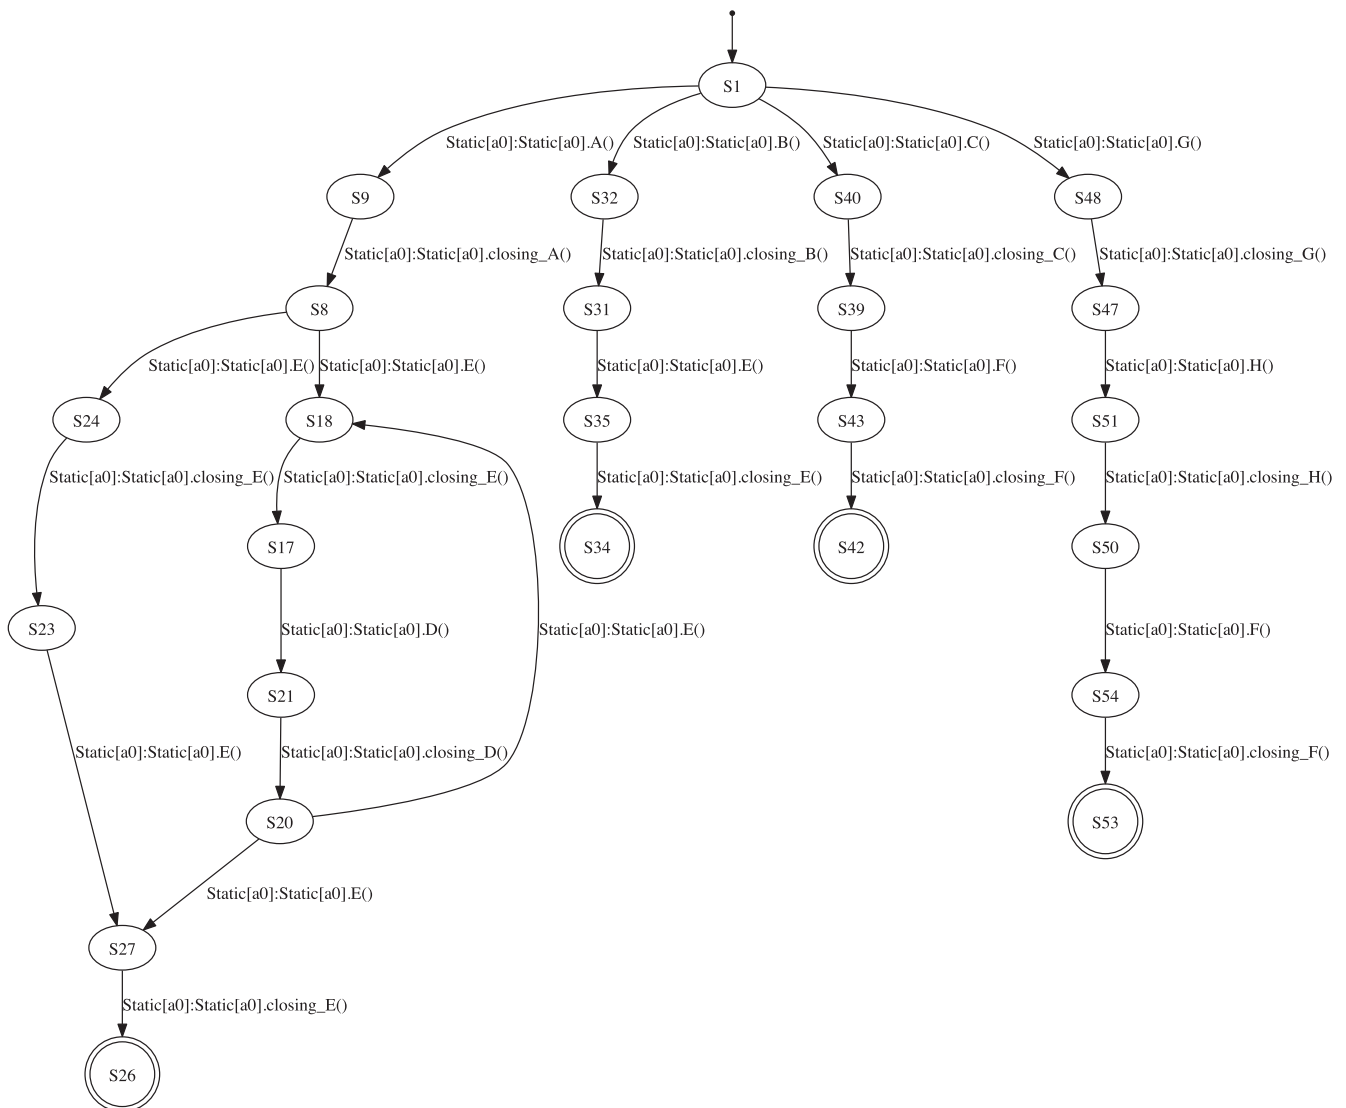 S1
Static[a0]:Static[a0].A()
Static[a0]:Static[a0].B()
Static[a0]:Static[a0].C()
Static[a0]:Static[a0].G()
S9
S32
S40
S48
Static[a0]:Static[a0].closing_A()
Static[a0]:Static[a0].closing_B()
Static[a0]:Static[a0].closing_C()
Static[a0]:Static[a0].closing_G()
S8
S31
S39
S47
Static[a0]:Static[a0].E()
Static[a0]:Static[a0].E()
Static[a0]:Static[a0].E()
Static[a0]:Static[a0].F()
Static[a0]:Static[a0].H()
S24
S18
S35
S43
S51
Static[a0]:Static[a0].closing_E()
Static[a0]:Static[a0].closing_E()
Static[a0]:Static[a0].closing_E()
Static[a0]:Static[a0].closing_F()
Static[a0]:Static[a0].closing_H()
S17
S34
S42
S50
S23
Static[a0]:Static[a0].D()
Static[a0]:Static[a0].E()
Static[a0]:Static[a0].F()
S21
S54
Static[a0]:Static[a0].E()
Static[a0]:Static[a0].closing_D()
Static[a0]:Static[a0].closing_F()
S20
S53
Static[a0]:Static[a0].E()
S27
Static[a0]:Static[a0].closing_E()
S26